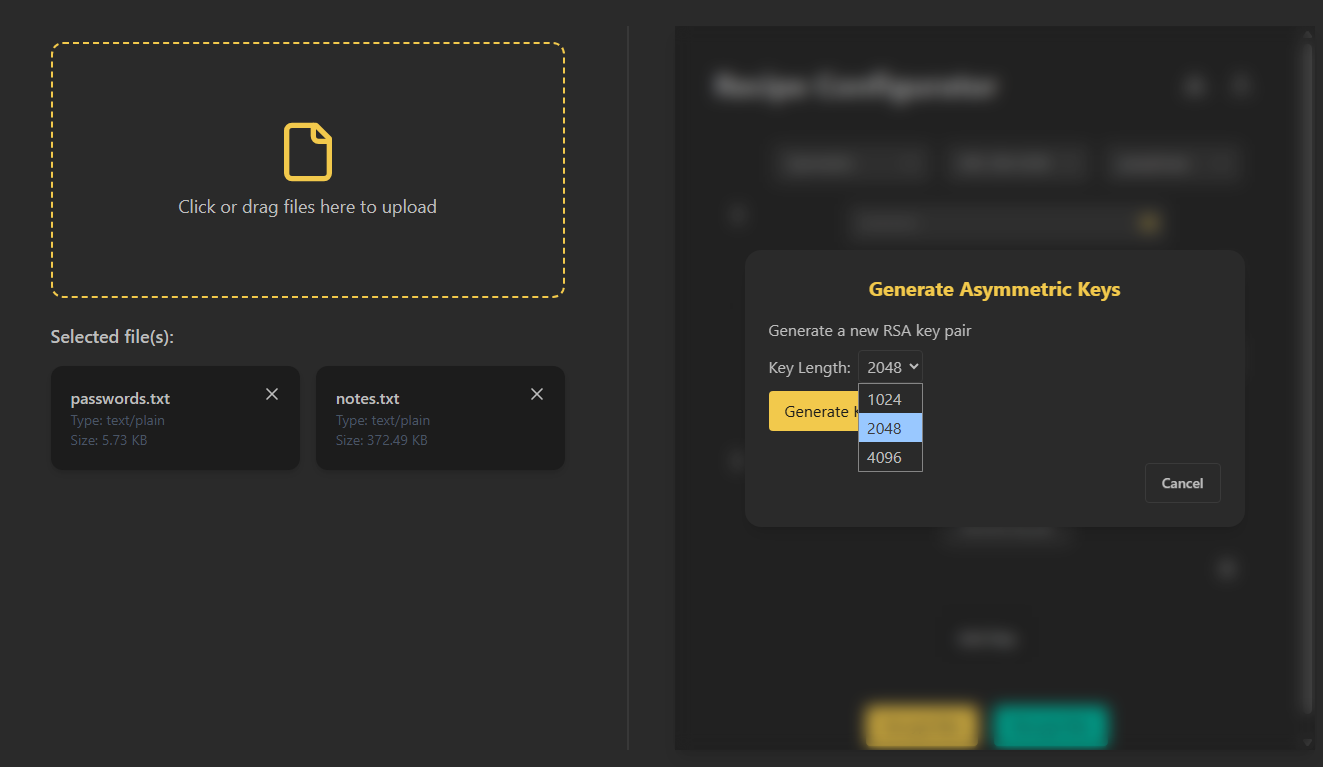 Click or drag files here to upload
Selected file(s):
passwords.txt
Type: text/plain
Size: 5.73 KB
notes.txt
Type: text/plain
Size: 372.49 KB
Recipe Configurator
Generate Asymmetric Keys
Generate a new RSA key pair
Key Length: 2048
1024
2048
4096
Generate
Cancel